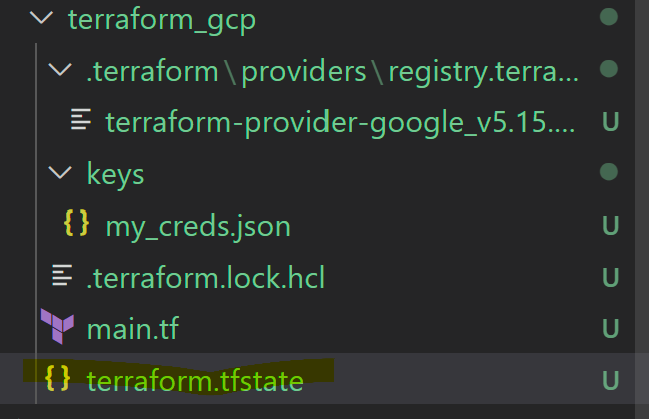 terraform_gcp
.terraform\providers\registry.terra...
terraform-provider-google_v5.15.... U
keys
{} my_creds.json U
.terraform.lock.hcl U
main.tf U
{} terraform.tfstate U